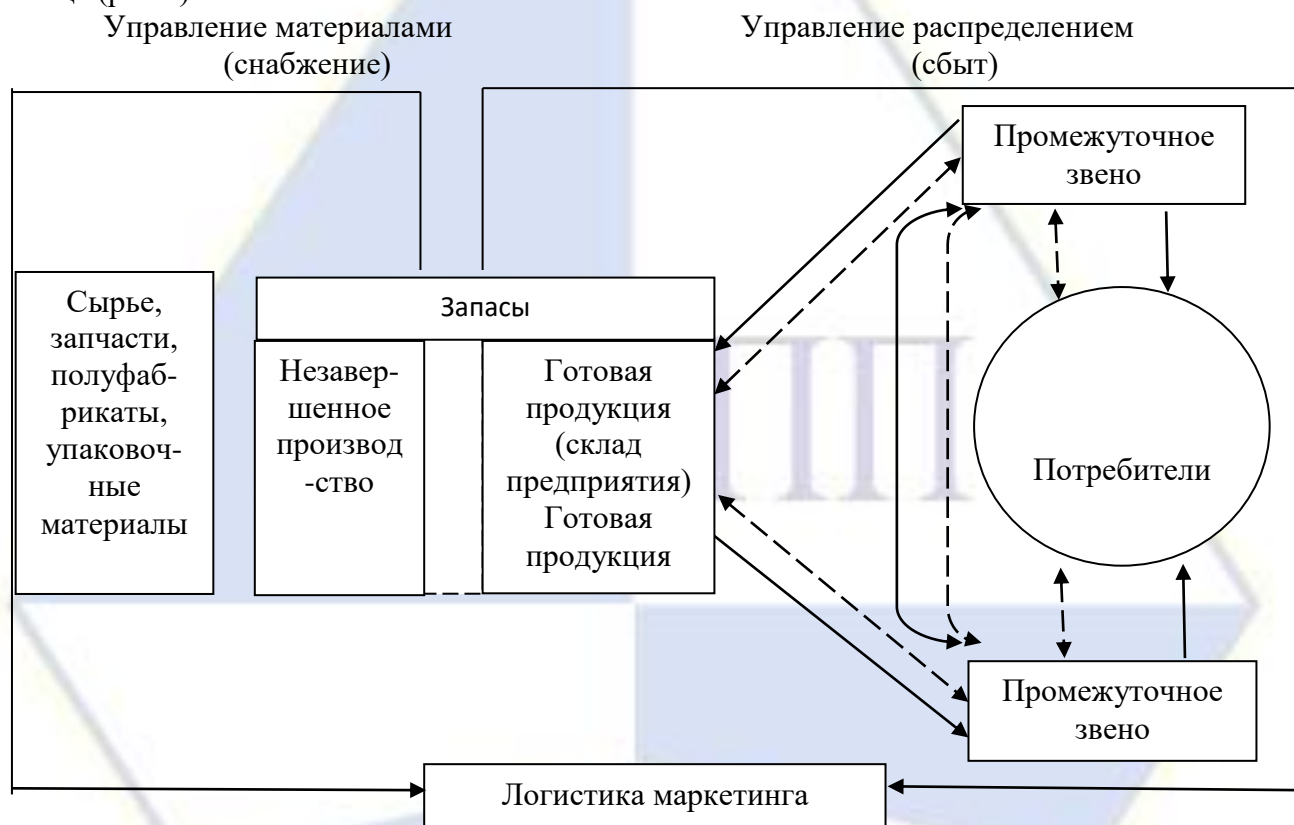 Управление материалами
(снабжение)
Управление распределением
(сбыт)
Промежуточное
звено
Сырье,
запчасти,
полуфаб-
рикаты,
упаковоч-
ные
материалы
Запасы
Незавер-
шенное
производ
-ство
Готовая
продукция
(склад
предприятия)
Готовая
продукция
Потребители
Промежуточное
звено
Логистика маркетинга